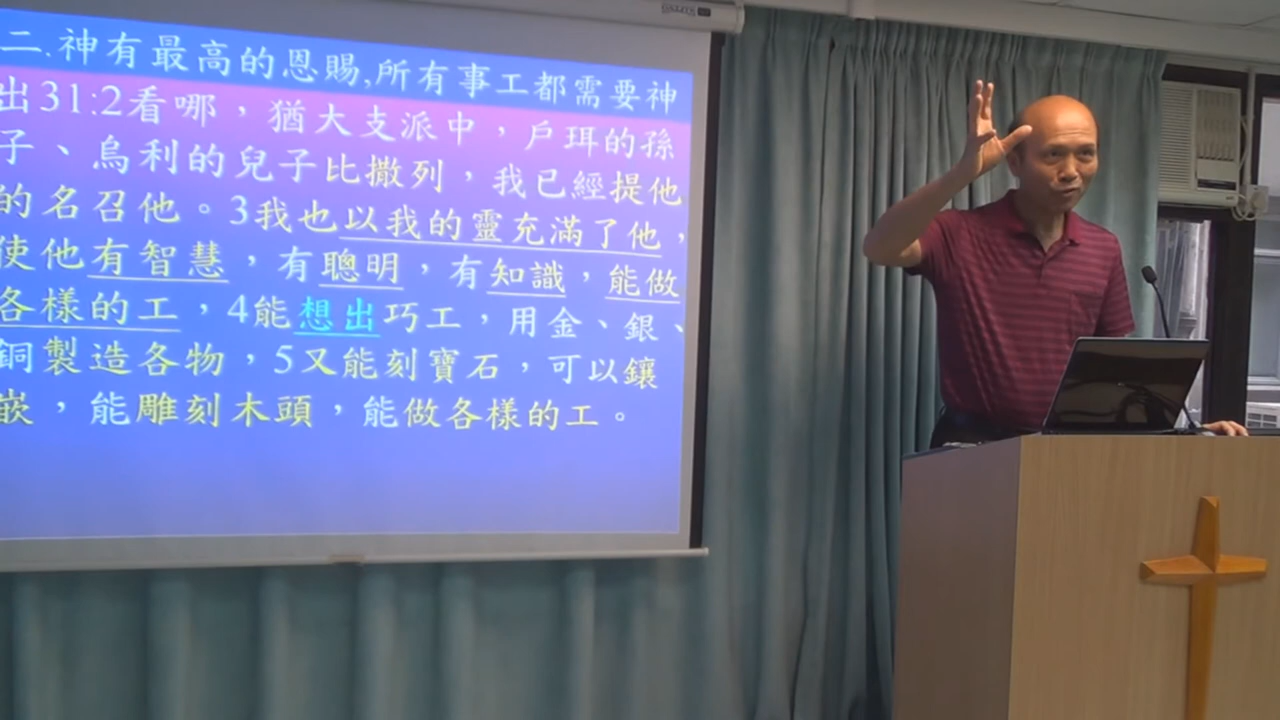 二.神有最高的恩賜,所有事工都需要神
出31:2看哪，猶大支派中，戶珥的孫
子、烏利的兒子比撒列，我已經提他
的名召他。3我也以我的靈充滿了他，
使他有智慧，有聰明，有知識，能做
各樣的工，4能想出巧工，用金、銀、
銅製造各物，5又能刻寶石，可以鑲
嵌，能雕刻木頭，能做各樣的工。